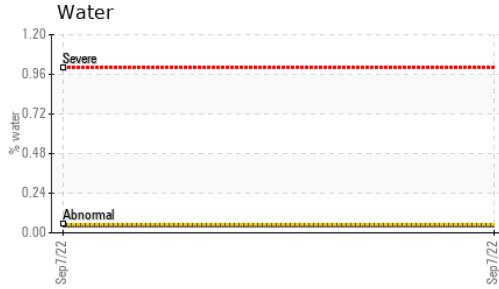 Water
1.20
Severe
0.96
0.72
% water
0.48
0.24
Abnormal
0.00
Sep7/22
Sep7/22